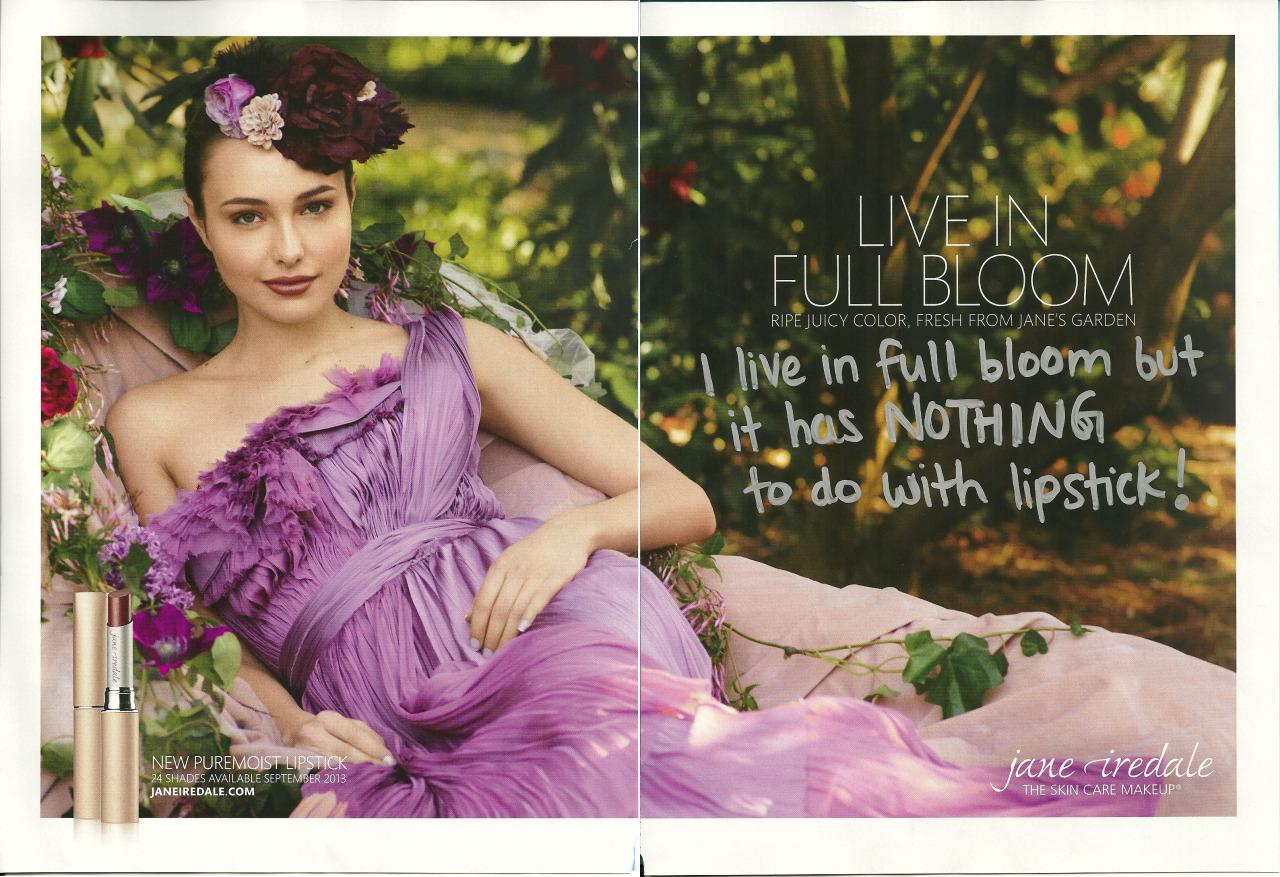 LIVE IN
FULL BLOOM
RIPE JUICY COLOR, FRESH FROM JANE'S GARDEN
I live in full bloom but
it has NOTHING
to do with lipstick!
jane iredale
NEW PUREMOIST LIPSTICK
24 SHADES AVAILABLE SEPTEMBER 2013
JANEIREDALE.COM
jane iredale
THE SKIN CARE MAKEUP®